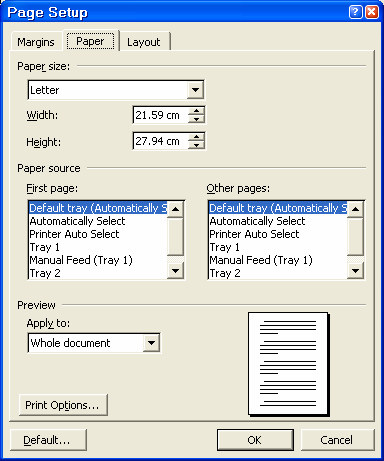 Page Setup
Margins Paper Layout
Paper size:
Letter
Width: 21.59 cm
Height: 27.94 cm
Paper source
First page: Other pages:
Default tray (Automatically S Default tray (Automatically S
Automatically Select Automatically Select
Printer Auto Select Printer Auto Select
Tray 1 Tray 1
Manual Feed (Tray 1) Manual Feed (Tray 1)
Tray 2 Tray 2
Preview
Apply to:
Whole document
Print Options...
Default... OK Cancel